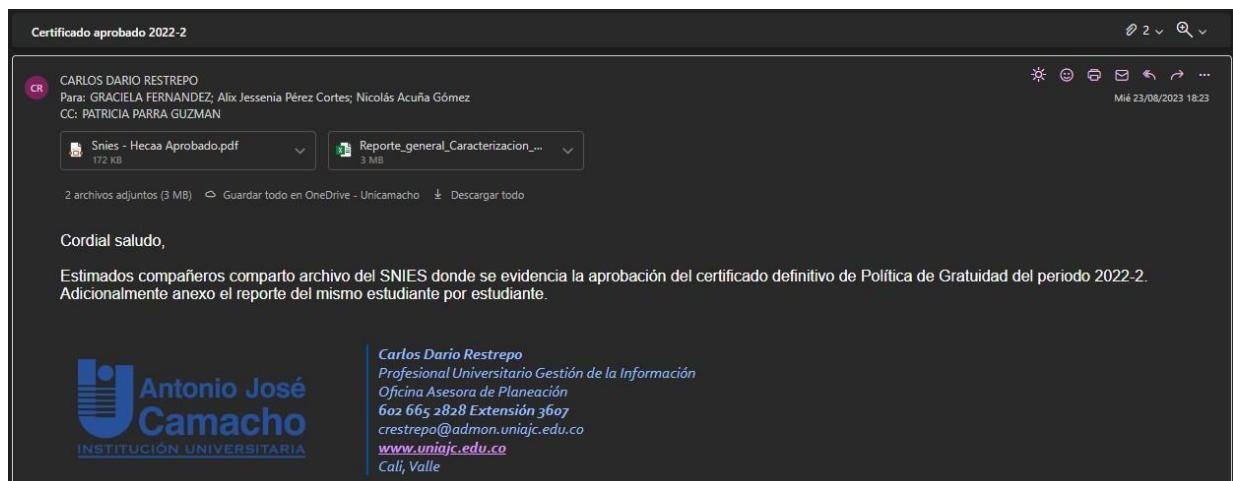 Certificado aprobado 2022-2
2
CR
CARLOS DARIO RESTREPO
Para: GRACIELA FERNANDEZ; Alix Jessenia Pérez Cortes; Nicolás Acuña Gómez
CC: PATRICIA PARRA GUZMAN
Mié 23/08/2023 18:23
Snies - Hecaa Aprobado.pdf
172 KB
Reporte_general_Caracterizacion_...
3 MB
2 archivos adjuntos (3 MB) Guardar todo en OneDrive - Unicamacho Descargar todo
Cordial saludo,
Estimados compañeros comparto archivo del SNIES donde se evidencia la aprobación del certificado definitivo de Política de Gratuidad del periodo 2022-2.
Adicionalmente anexo el reporte del mismo estudiante por estudiante.
Antonio José
Camacho
INSTITUCIÓN UNIVERSITARIA
Carlos Dario Restrepo
Profesional Universitario Gestión de la Información
Oficina Asesora de Planeación
602 665 2828 Extensión 3607
crestrepo@admon.uniajc.edu.co
www.uniajc.edu.co
Cali, Valle